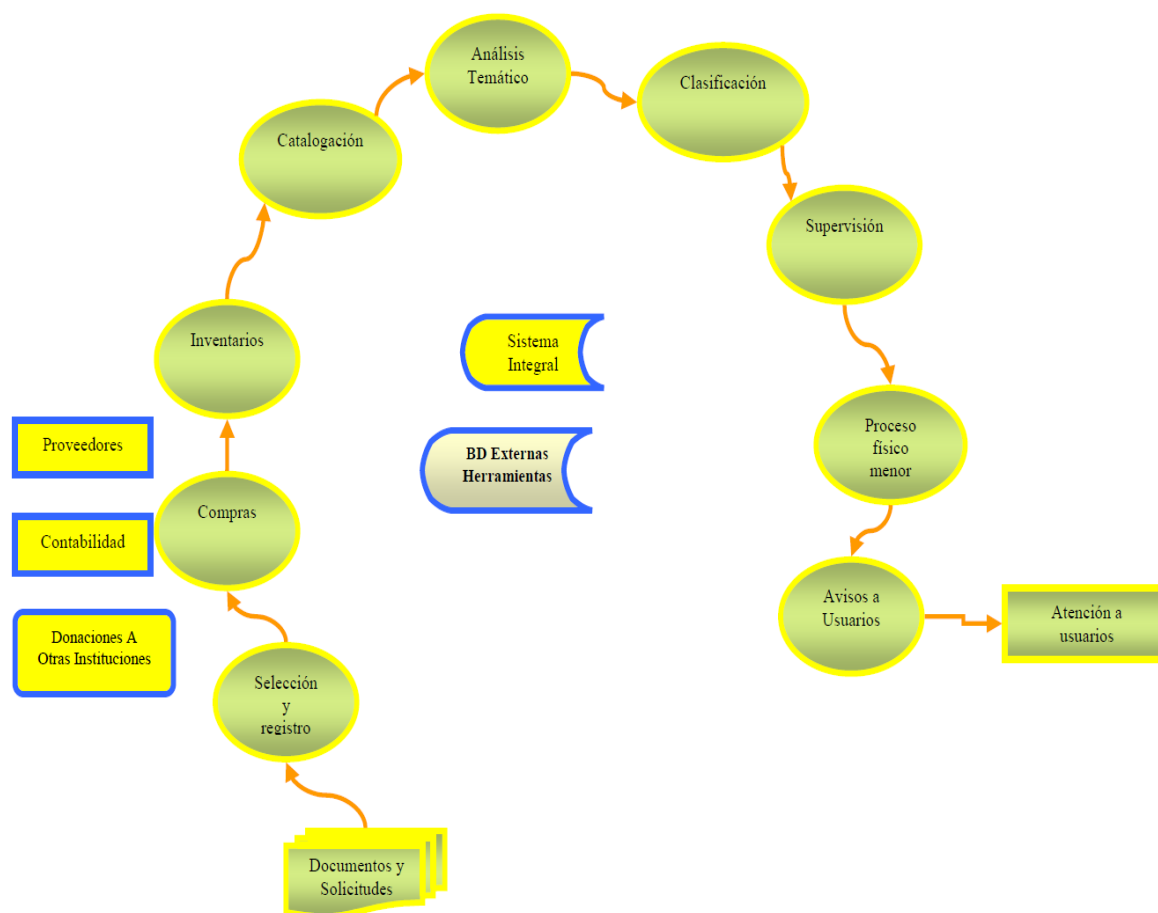 Análisis
Temático
Clasificación
Catalogación
Supervisión
Inventarios
Sistema
Integral
Proveedores
BD Externas
Herramientas
Proceso
físico
menor
Compras
Contabilidad
Avisos a
Usuarios
Atención a
usuarios
Donaciones A
Otras Instituciones
Selección
y
registro
Documentos y
Solicitudes